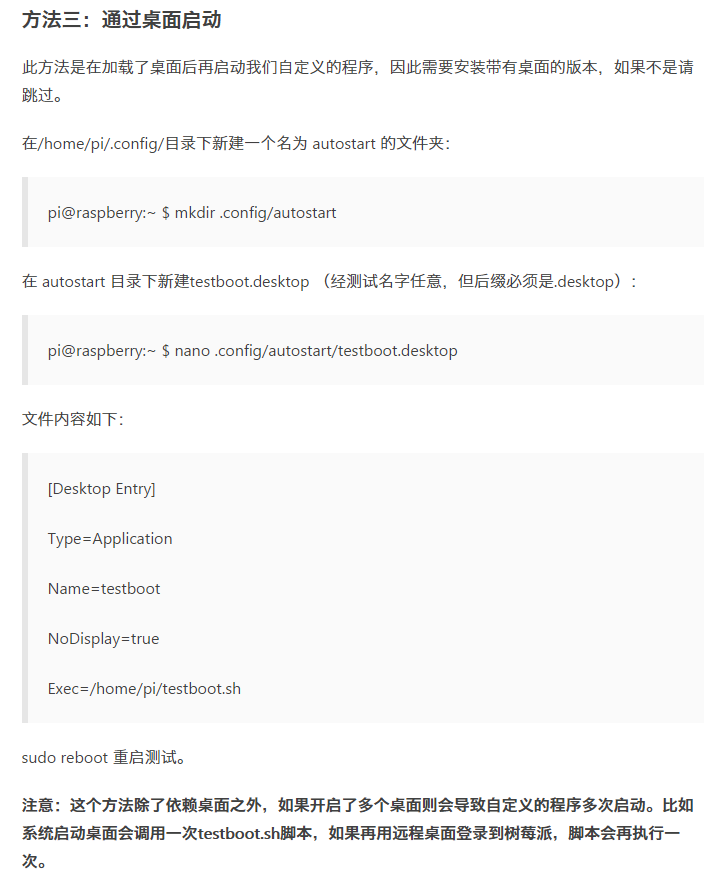 方法三：通过桌面启动
此方法是在加载了桌面后再启动我们自定义的程序，因此需要安装带有桌面的版本，如果不是请
跳过。
在/home/pi/.config/目录下新建一个名为 autostart 的文件夹：
pi@raspberry:~ $ mkdir .config/autostart
在 autostart 目录下新建testboot.desktop （经测试名字任意，但后缀必须是.desktop）：
pi@raspberry:~ $ nano .config/autostart/testboot.desktop
文件内容如下：
[Desktop Entry]
Type=Application
Name=testboot
NoDisplay=true
Exec=/home/pi/testboot.sh
sudo reboot 重启测试。
注意：这个方法除了依赖桌面之外，如果开启了多个桌面则会导致自定义的程序多次启动。比如
系统启动桌面会调用一次testboot.sh脚本，如果再用远程桌面登录到树莓派，脚本会再执行一
次。